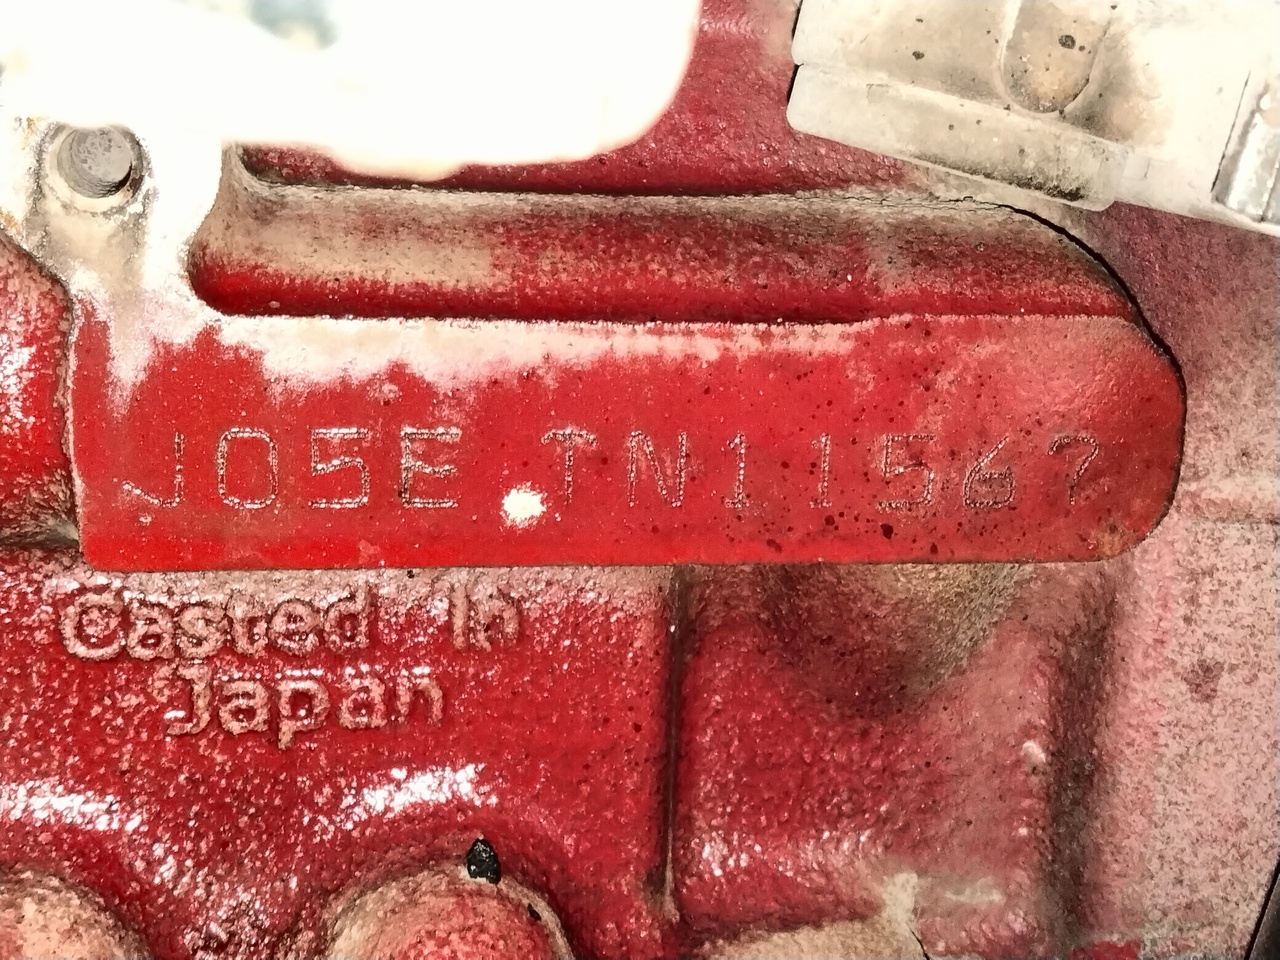 J05E TN11567
Casted In
Japan